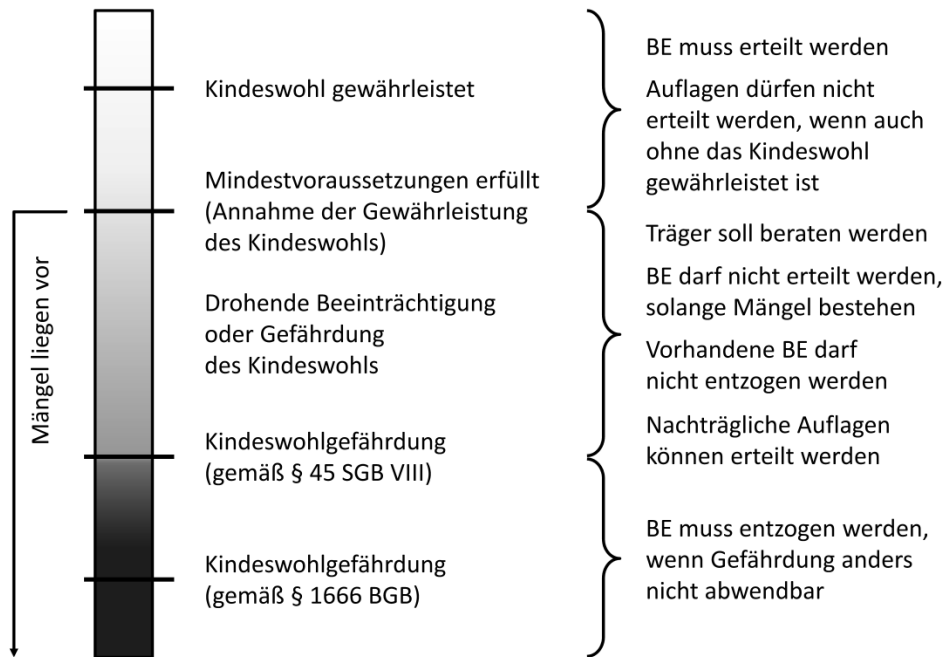 Mängel liegen vor
Kindeswohl gewährleistet
Mindestvoraussetzungen erfüllt
(Annahme der Gewährleistung
des Kindeswohls)
Drohende Beeinträchtigung
oder Gefährdung
des Kindeswohls
Kindeswohlgefährdung
(gemäß § 45 SGB VIII)
Kindeswohlgefährdung
(gemäß § 1666 BGB)
BE muss erteilt werden
Auflagen dürfen nicht
erteilt werden, wenn auch
ohne das Kindeswohl
gewährleistet ist
Träger soll beraten werden
BE darf nicht erteilt werden,
solange Mängel bestehen
Vorhandene BE darf
nicht entzogen werden
Nachträgliche Auflagen
können erteilt werden
BE muss entzogen werden,
wenn Gefährdung anders
nicht abwendbar